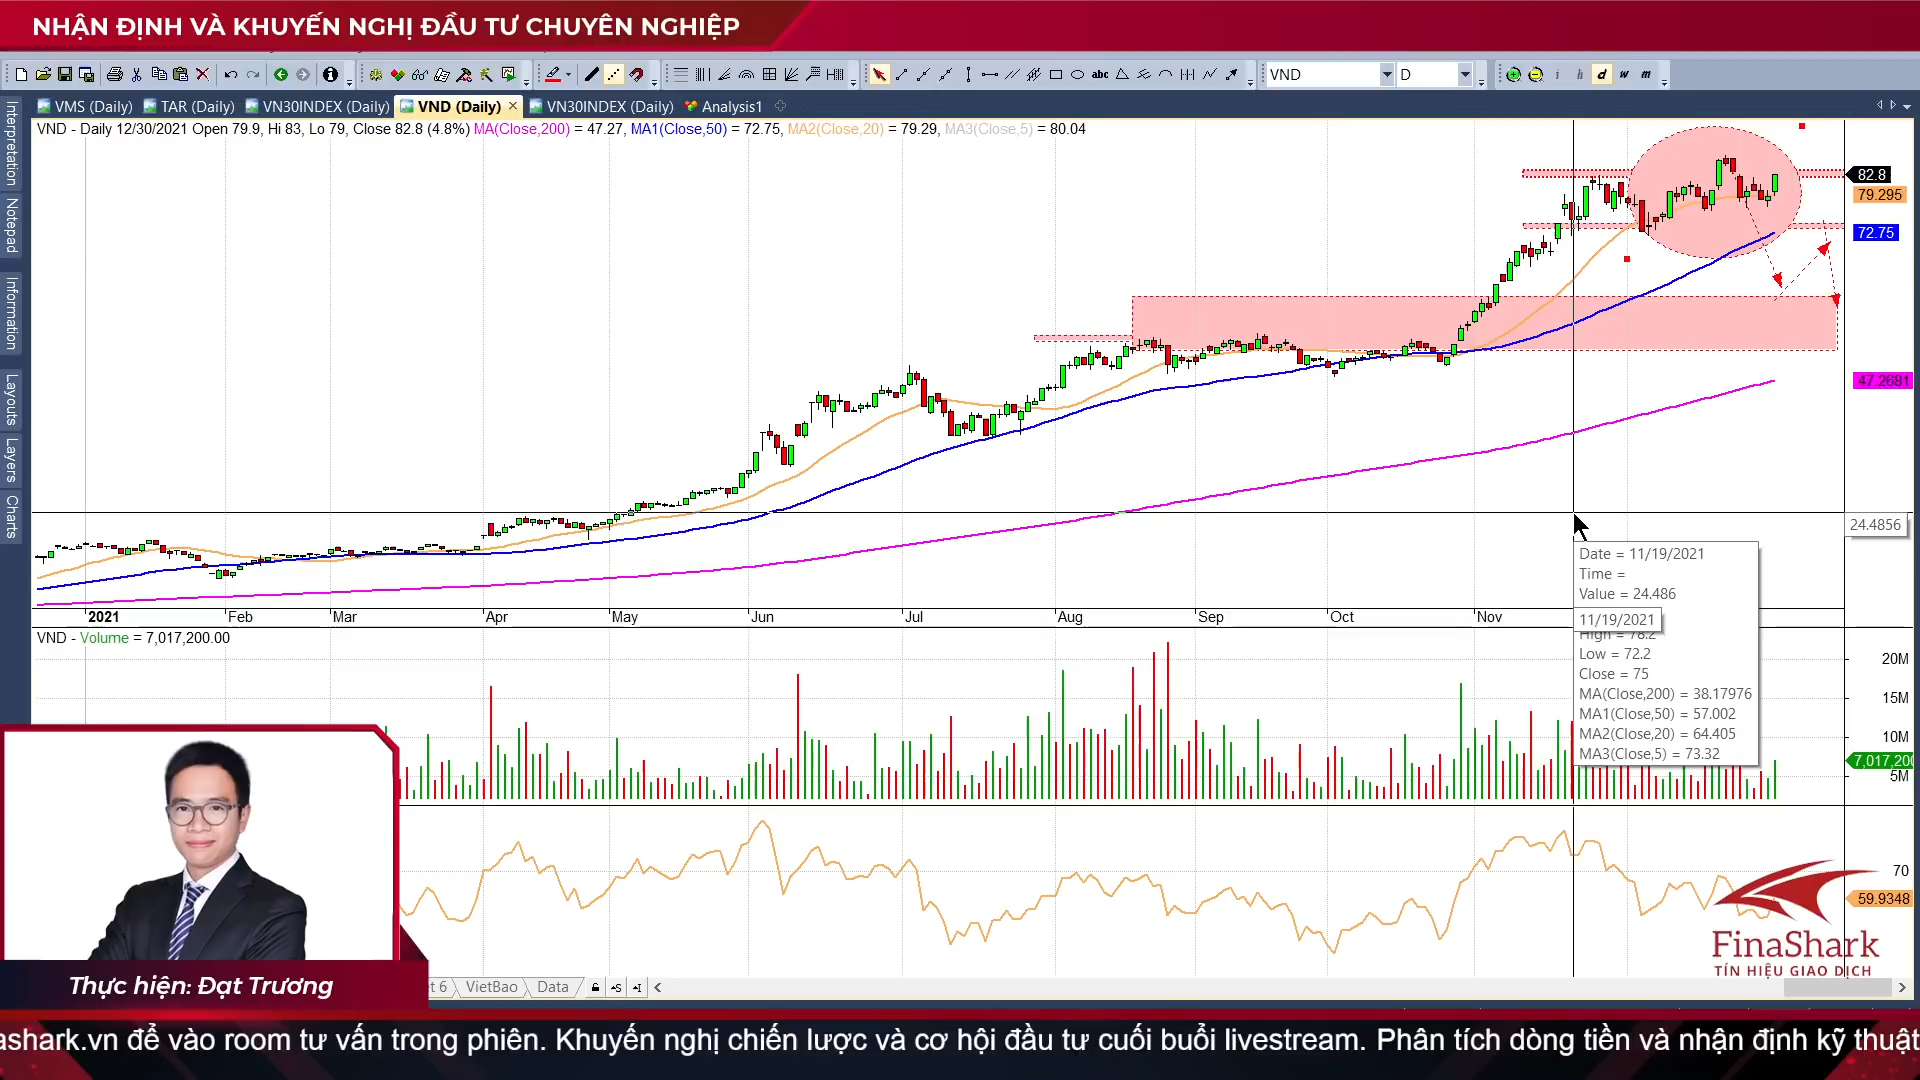 NHẬN ĐỊNH VÀ KHUYẾN NGHỊ ĐẦU TƯ CHUYÊN NGHIỆP
abc
VND
D
i h d w m
VMS (Daily)
TAR (Daily)
VN30INDEX (Daily)
VND (Daily)
VN30INDEX (Daily)
Analysis1
Interpretation
Notepad
Information
Layouts
Layers
Charts
VND - Daily 12/30/2021 Open 79.9, Hi 83, Lo 79, Close 82.8 (4.8%) MA(Close,200) = 47.27, MA1(Close,50) = 72.75, MA2(Close,20) = 79.29, MA3(Close,5) = 80.04
82.8
79.295
72.75
47.2681
24.4856
Date = 11/19/2021
Time =
Value = 24.486
11/19/2021
High = 78.2
Low = 72.2
Close = 75
MA(Close,200) = 38.17976
MA1(Close,50) = 57.002
MA2(Close,20) = 64.405
MA3(Close,5) = 73.32
2021 Feb Mar Apr May Jun Jul Aug Sep Oct Nov
VND - Volume = 7,017,200.00
20M
15M
10M
7,017,200
5M
70
59.9348
FinaShark
TÍN HIỆU GIAO DỊCH
Thực hiện: Đạt Trương
et 6
VietBao
Data
ashark.vn để vào room tư vấn trong phiên. Khuyến nghị chiến lược và cơ hội đầu tư cuối buổi livestream. Phân tích dòng tiền và nhận định kỹ thuật